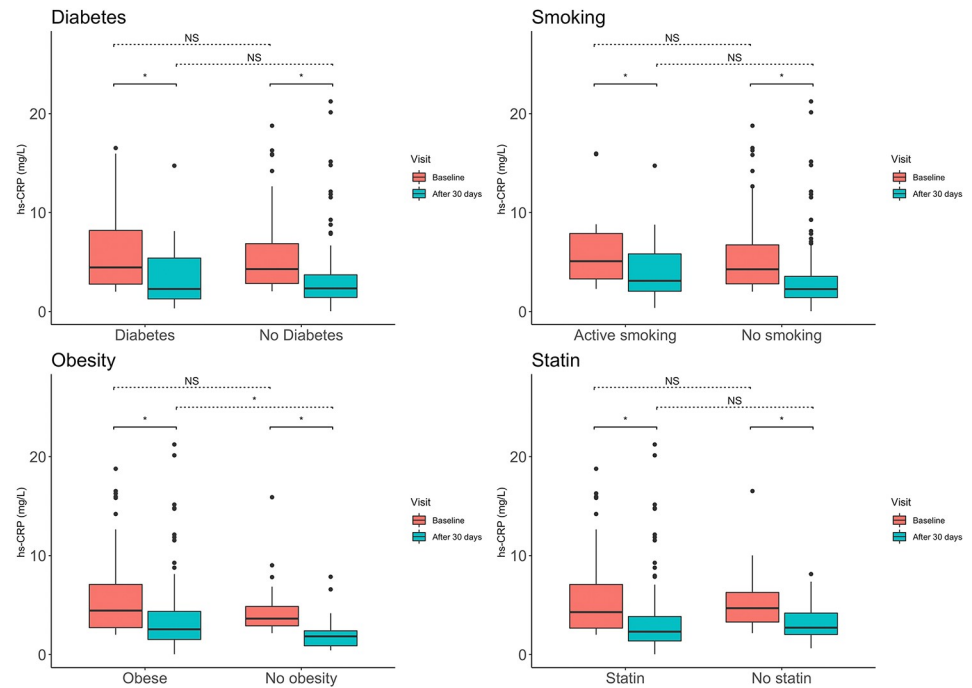 Diabetes
NS
NS
* *
20
10
0
hs-CRP (mg/L)
Visit
Baseline
After 30 days
Diabetes No Diabetes
Smoking
NS
NS
* *
20
10
0
hs-CRP (mg/L)
Visit
Baseline
After 30 days
Active smoking No smoking
Obesity
NS
*
* *
20
10
0
hs-CRP (mg/L)
Visit
Baseline
After 30 days
Obese No obesity
Statin
NS
NS
* *
20
10
0
hs-CRP (mg/L)
Visit
Baseline
After 30 days
Statin No statin